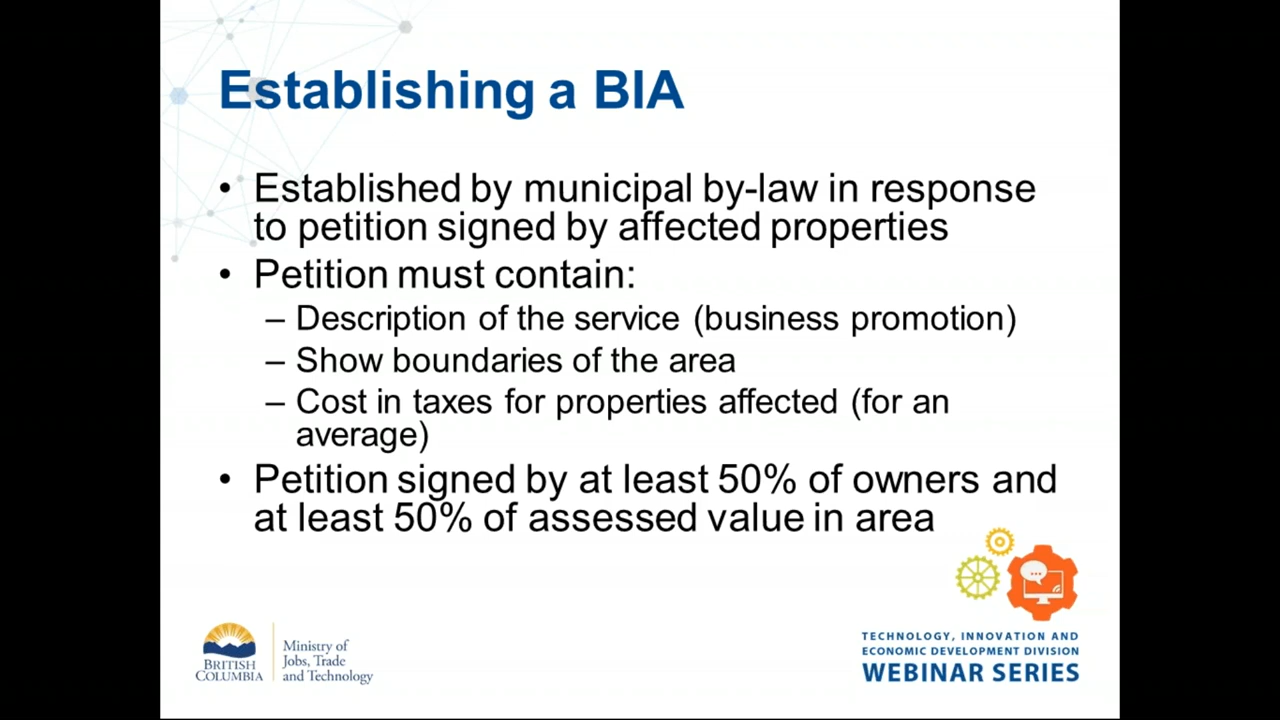 Establishing a BIA
• Established by municipal by-law in response
to petition signed by affected properties
• Petition must contain:
– Description of the service (business promotion)
– Show boundaries of the area
– Cost in taxes for properties affected (for an
average)
• Petition signed by at least 50% of owners and
at least 50% of assessed value in area
BRITISH
COLUMBIA
Ministry of
Jobs, Trade
and Technology
TECHNOLOGY, INNOVATION AND
ECONOMIC DEVELOPMENT DIVISION
WEBINAR SERIES